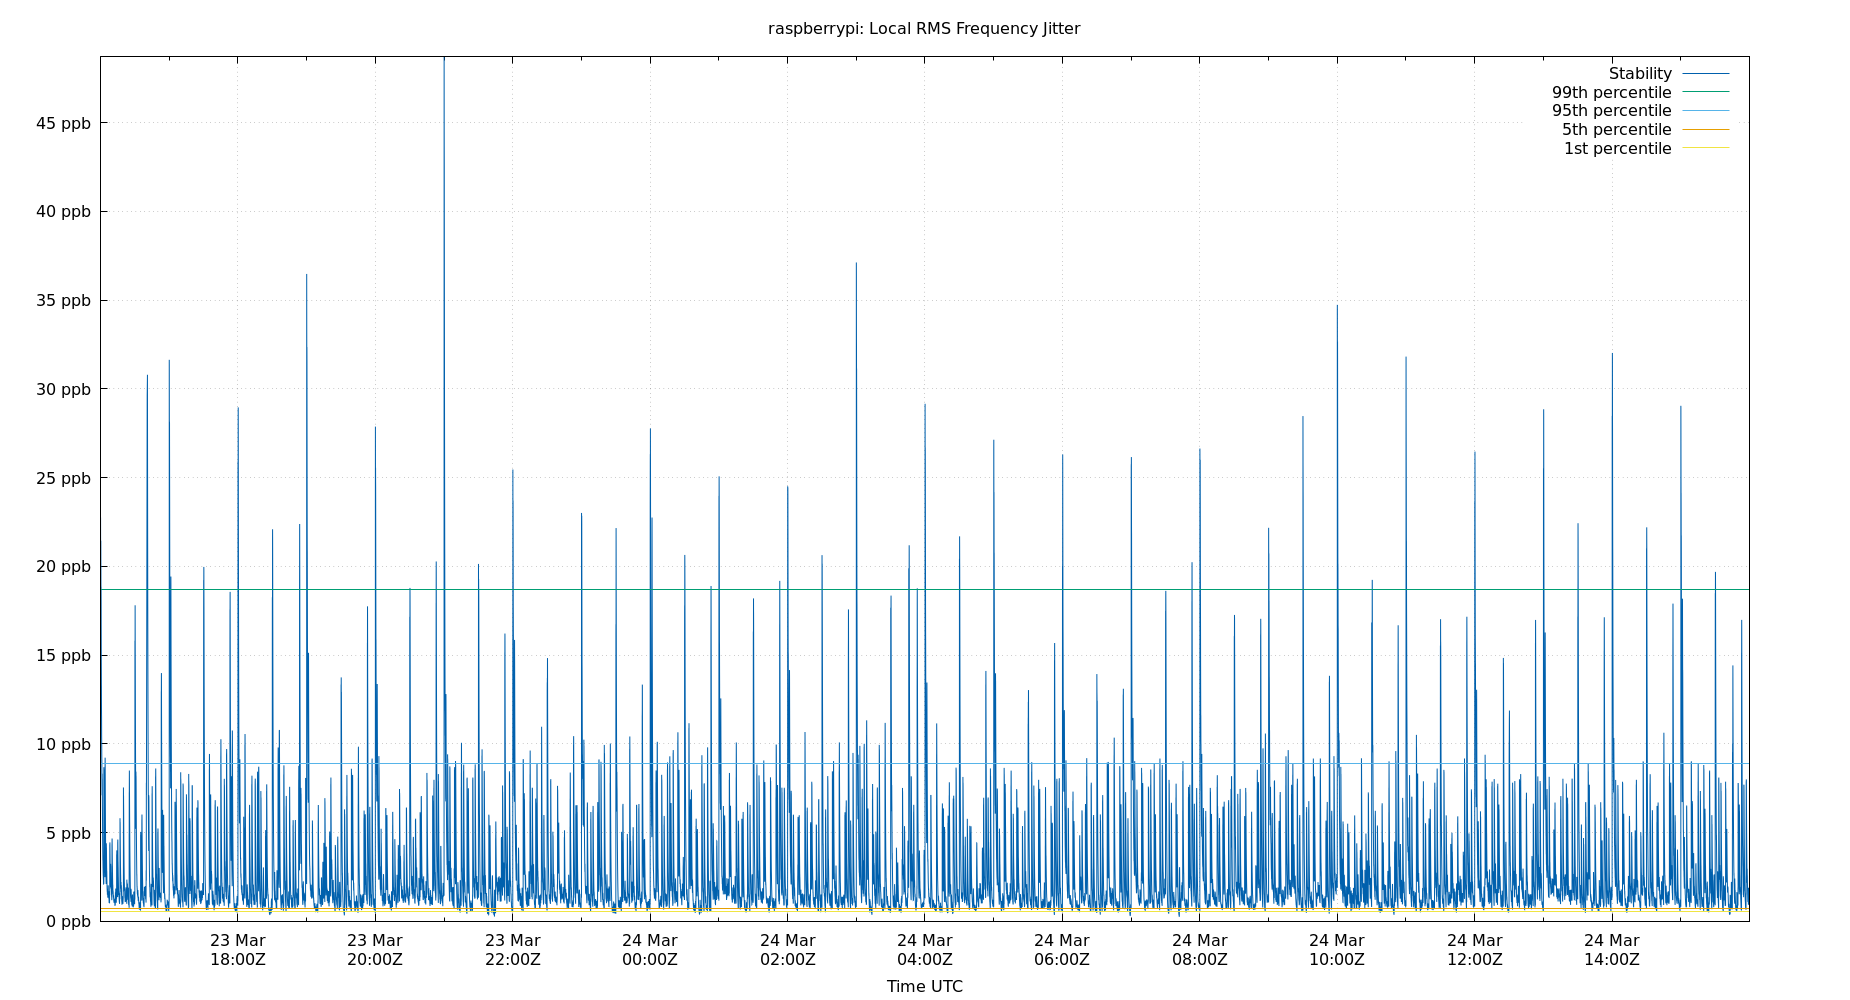 raspberrypi: Local RMS Frequency Jitter
Stability
99th percentile
95th percentile
5th percentile
1st percentile
45 ppb
40 ppb
35 ppb
30 ppb
25 ppb
20 ppb
15 ppb
10 ppb
5 ppb
0 ppb
23 Mar 23 Mar 23 Mar 24 Mar 24 Mar 24 Mar 24 Mar 24 Mar 24 Mar 24 Mar 24 Mar
18:00Z 20:00Z 22:00Z 00:00Z 02:00Z 04:00Z 06:00Z 08:00Z 10:00Z 12:00Z 14:00Z
Time UTC